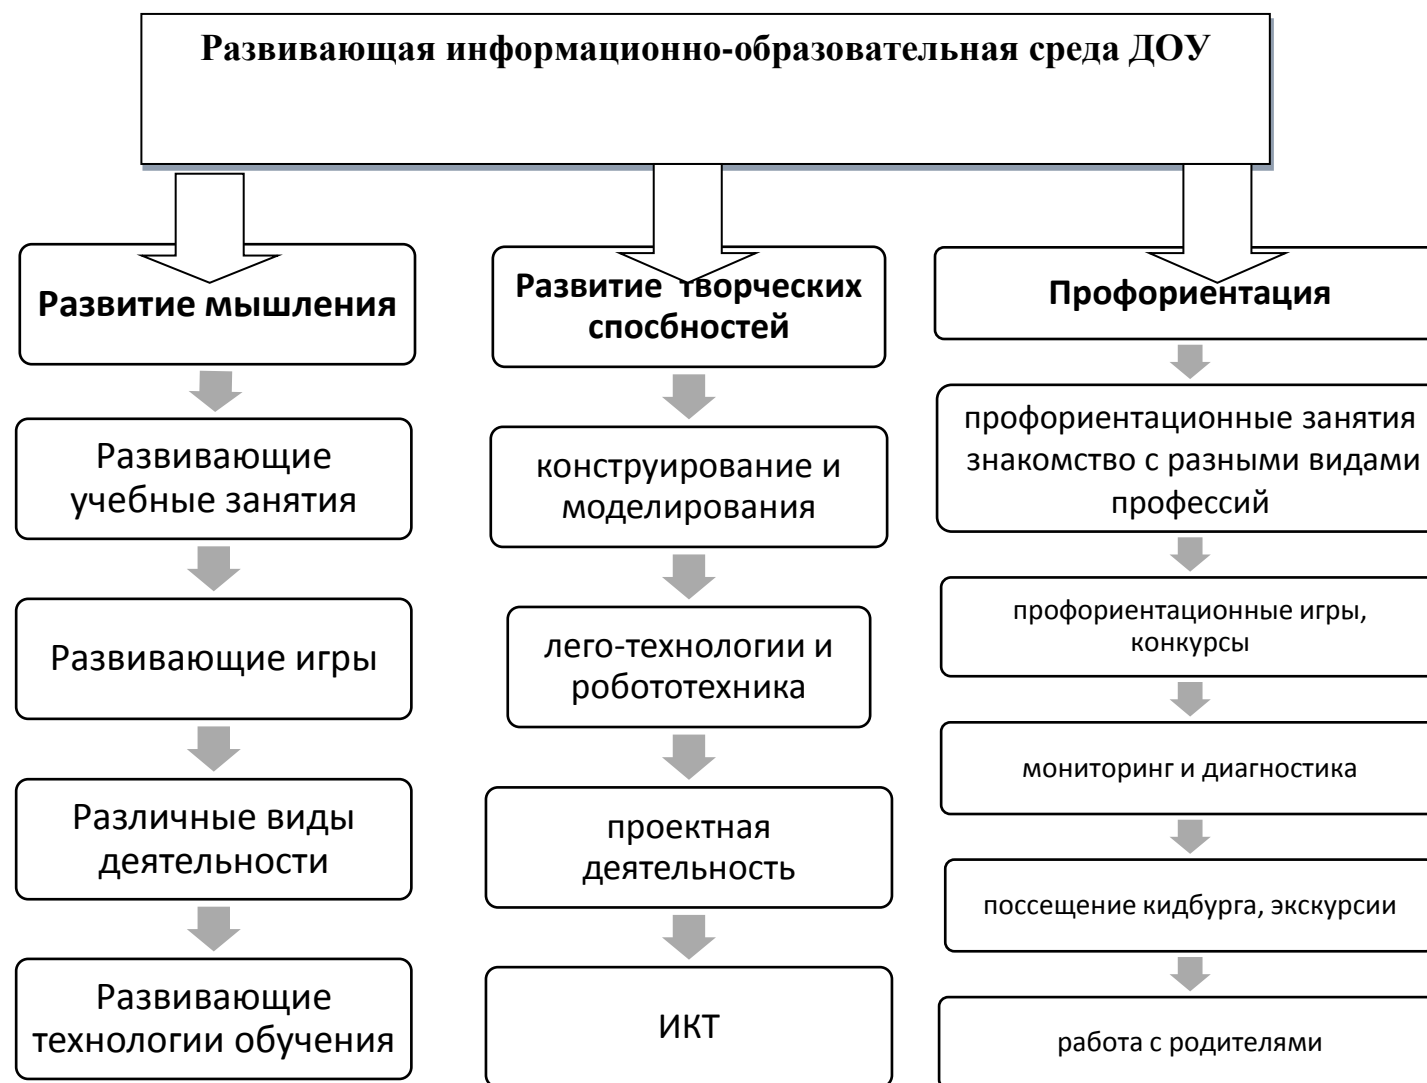 Развивающая информационно-образовательная среда ДОУ
Развитие мышления
Развивающие
учебные занятия
Развивающие игры
Различные виды
деятельности
Развивающие
технологии обучения
Развитие творческих
спосбностей
конструирование и
моделирования
лего-технологии и
робототехника
проектная
деятельность
ИКТ
Профориентация
профориентационные занятия
знакомство с разными видами
профессий
профориентационные игры,
конкурсы
мониторинг и диагностика
поссещение кидбурга, экскурсии
работа с родителями